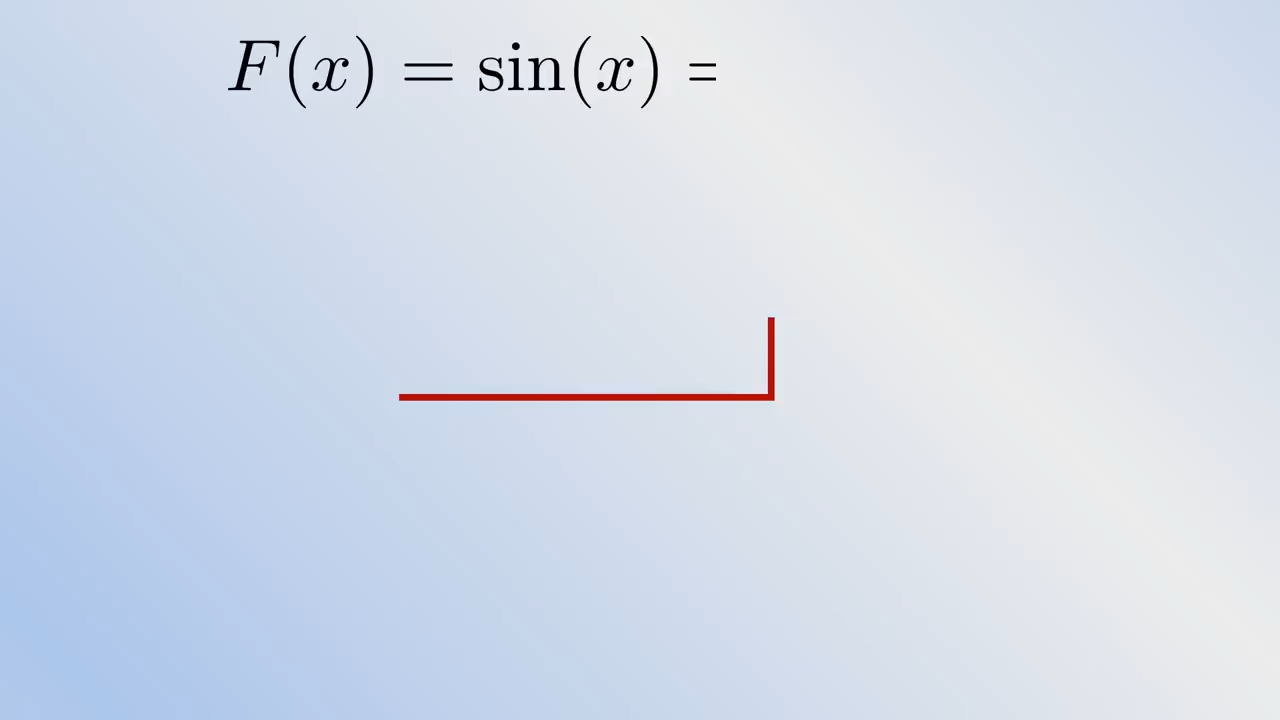 F(x) = sin(x) =